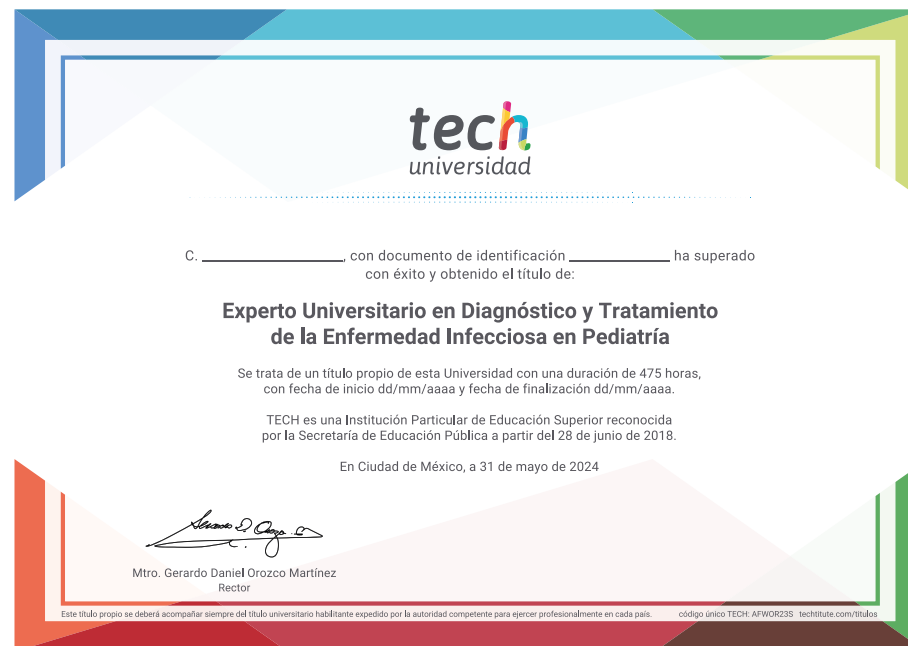 tech
universidad
C. ____________________, con documento de identificación ______________ ha superado
con éxito y obtenido el título de:
Experto Universitario en Diagnóstico y Tratamiento
de la Enfermedad Infecciosa en Pediatría
Se trata de un título propio de esta Universidad con una duración de 475 horas,
con fecha de inicio dd/mm/aaaa y fecha de finalización dd/mm/aaaa.
TECH es una Institución Particular de Educación Superior reconocida
por la Secretaría de Educación Pública a partir del 28 de junio de 2018.
En Ciudad de México, a 31 de mayo de 2024
Mtro. Gerardo Daniel Orozco Martínez
Rector
Este título propio se deberá acompañar siempre del título universitario habilitante expedido por la autoridad competente para ejercer profesionalmente en cada país. código único TECH: AFWOR23S techtitute.com/titulos